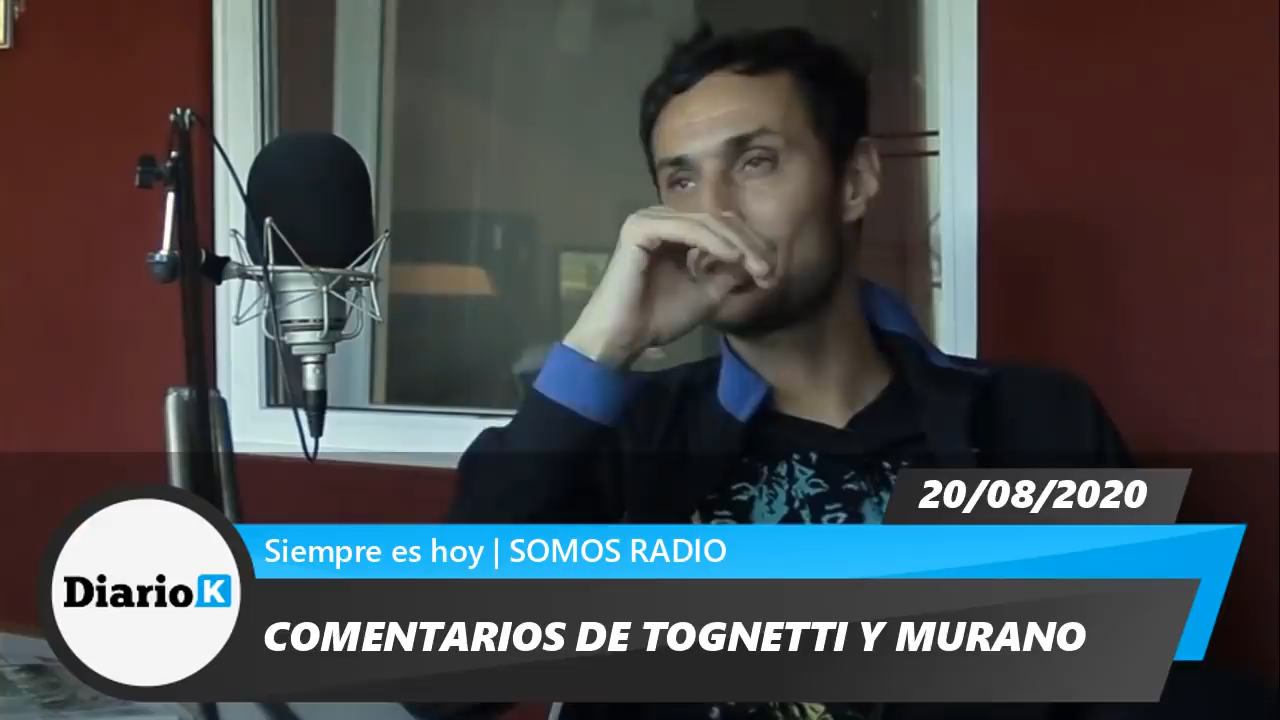 20/08/2020
Siempre es hoy | SOMOS RADIO
DiarioK
COMENTARIOS DE TOGNETTI Y MURANO